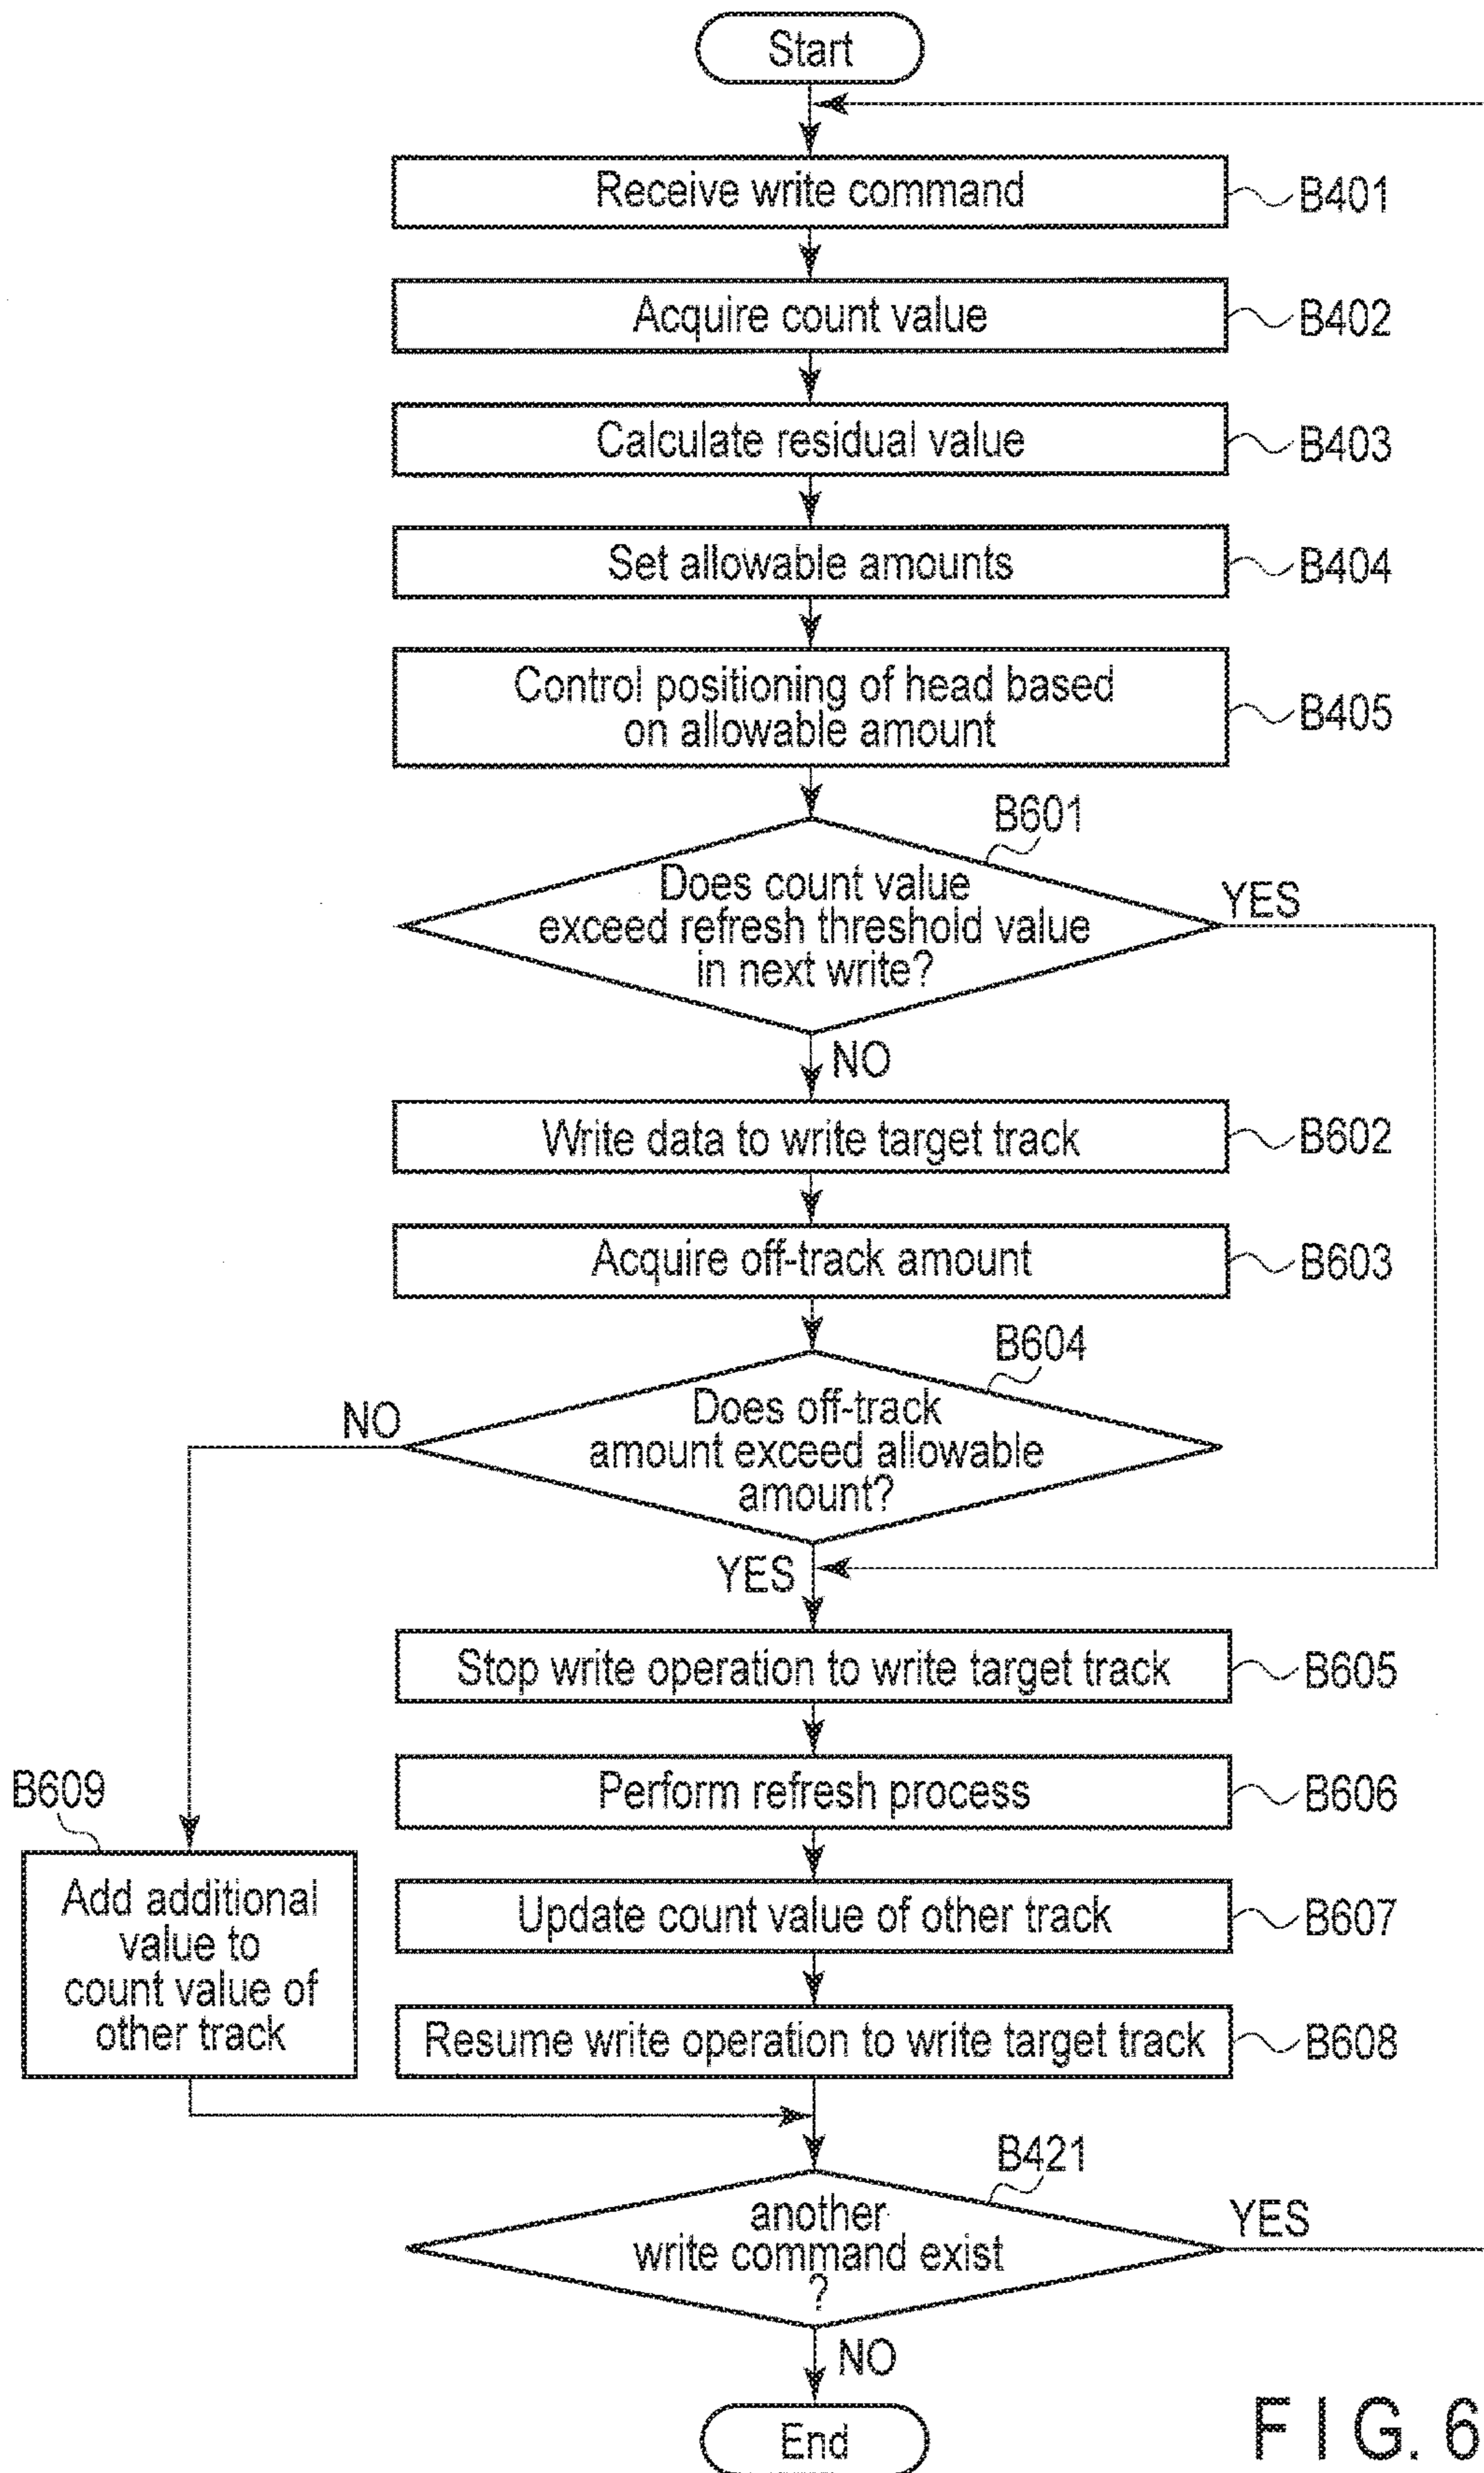 Start
Receive write command
B401
Acquire count value
B402
Calculate residual value
B403
Set allowable amounts
B404
Control positioning of head based
on allowable amount
B405
B601
Does count value
exceed refresh threshold value
in next write?
YES
NO
Write data to write target track
B602
Acquire off-track amount
B603
B604
Does off-track
amount exceed allowable
amount?
NO
YES
Stop write operation to write target track
B605
Perform refresh process
B606
B609
Add additional
value to
count value of
other track
Update count value of other track
B607
Resume write operation to write target track
B608
B421
another
write command exist
?
YES
NO
End
FIG. 6